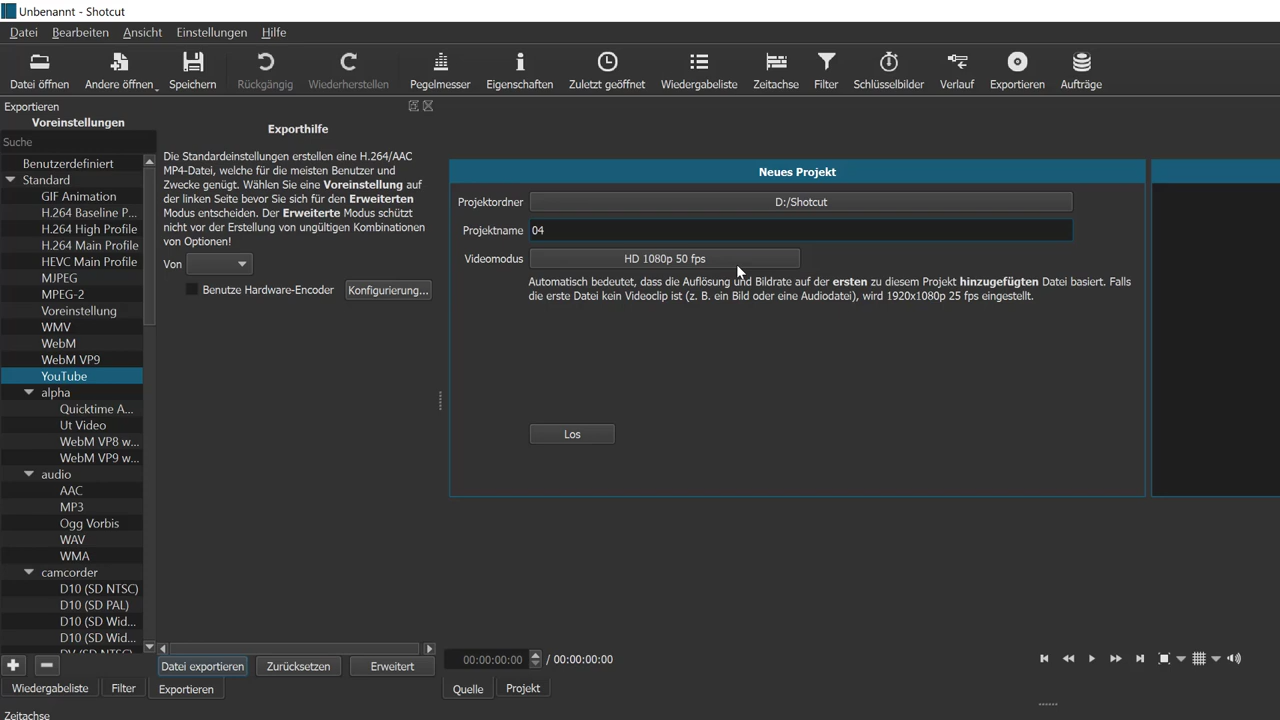 Unbenannt - Shotcut
Datei Bearbeiten Ansicht Einstellungen Hilfe
Datei öffnen Andere öffnen Speichern Rückgängig Wiederherstellen Pegelmesser Eigenschaften Zuletzt geöffnet Wiedergabeliste Zeitachse Filter Schlüsselbilder Verlauf Exportieren Aufträge
Exportieren
Voreinstellungen
Suche
Benutzerdefiniert
Standard
GIF Animation
H.264 Baseline P...
H.264 High Profile
H.264 Main Profile
HEVC Main Profile
MJPEG
MPEG-2
Voreinstellung
WMV
WebM
WebM VP9
YouTube
alpha
Quicktime A...
Ut Video
WebM VP8 w...
WebM VP9 w...
audio
AAC
MP3
Ogg Vorbis
WAV
WMA
camcorder
D10 (SD NTSC)
D10 (SD PAL)
D10 (SD Wid...
D10 (SD Wid...
DV (SD NTSC)
Exporthilfe
Die Standardeinstellungen erstellen eine H.264/AAC
MP4-Datei, welche für die meisten Benutzer und
Zwecke genügt. Wählen Sie eine Voreinstellung auf
der linken Seite bevor Sie sich für den Erweiterten
Modus entscheiden. Der Erweiterte Modus schützt
nicht vor der Erstellung von ungültigen Kombinationen
von Optionen!
Von
Benutze Hardware-Encoder Konfigurierung...
Datei exportieren Zurücksetzen Erweitert
Wiedergabeliste Filter Exportieren
Neues Projekt
Projektordner D:/Shotcut
Projektname 04
Videomodus HD 1080p 50 fps
Automatisch bedeutet, dass die Auflösung und Bildrate auf der ersten zu diesem Projekt hinzugefügten Datei basiert. Falls
die erste Datei kein Videoclip ist (z. B. ein Bild oder eine Audiodatei), wird 1920x1080p 25 fps eingestellt.
Los
00:00:00:00 / 00:00:00:00
Quelle Projekt
Zeitachse